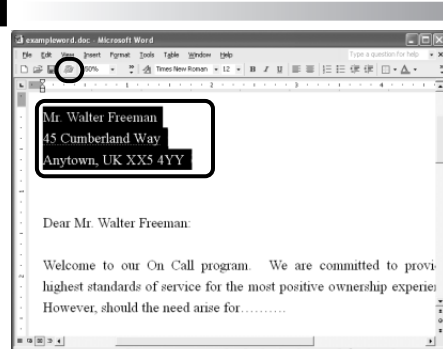 exampleword.doc - Microsoft Word
File Edit View Insert Format Tools Table Window Help Type a question for help
50% Times New Roman 12 B I U A
Mr. Walter Freeman
45 Cumberland Way
Anytown, UK XX5 4YY
Dear Mr. Walter Freeman:
Welcome to our On Call program. We are committed to provi
highest standards of service for the most positive ownership experien
However, should the need arise for..........